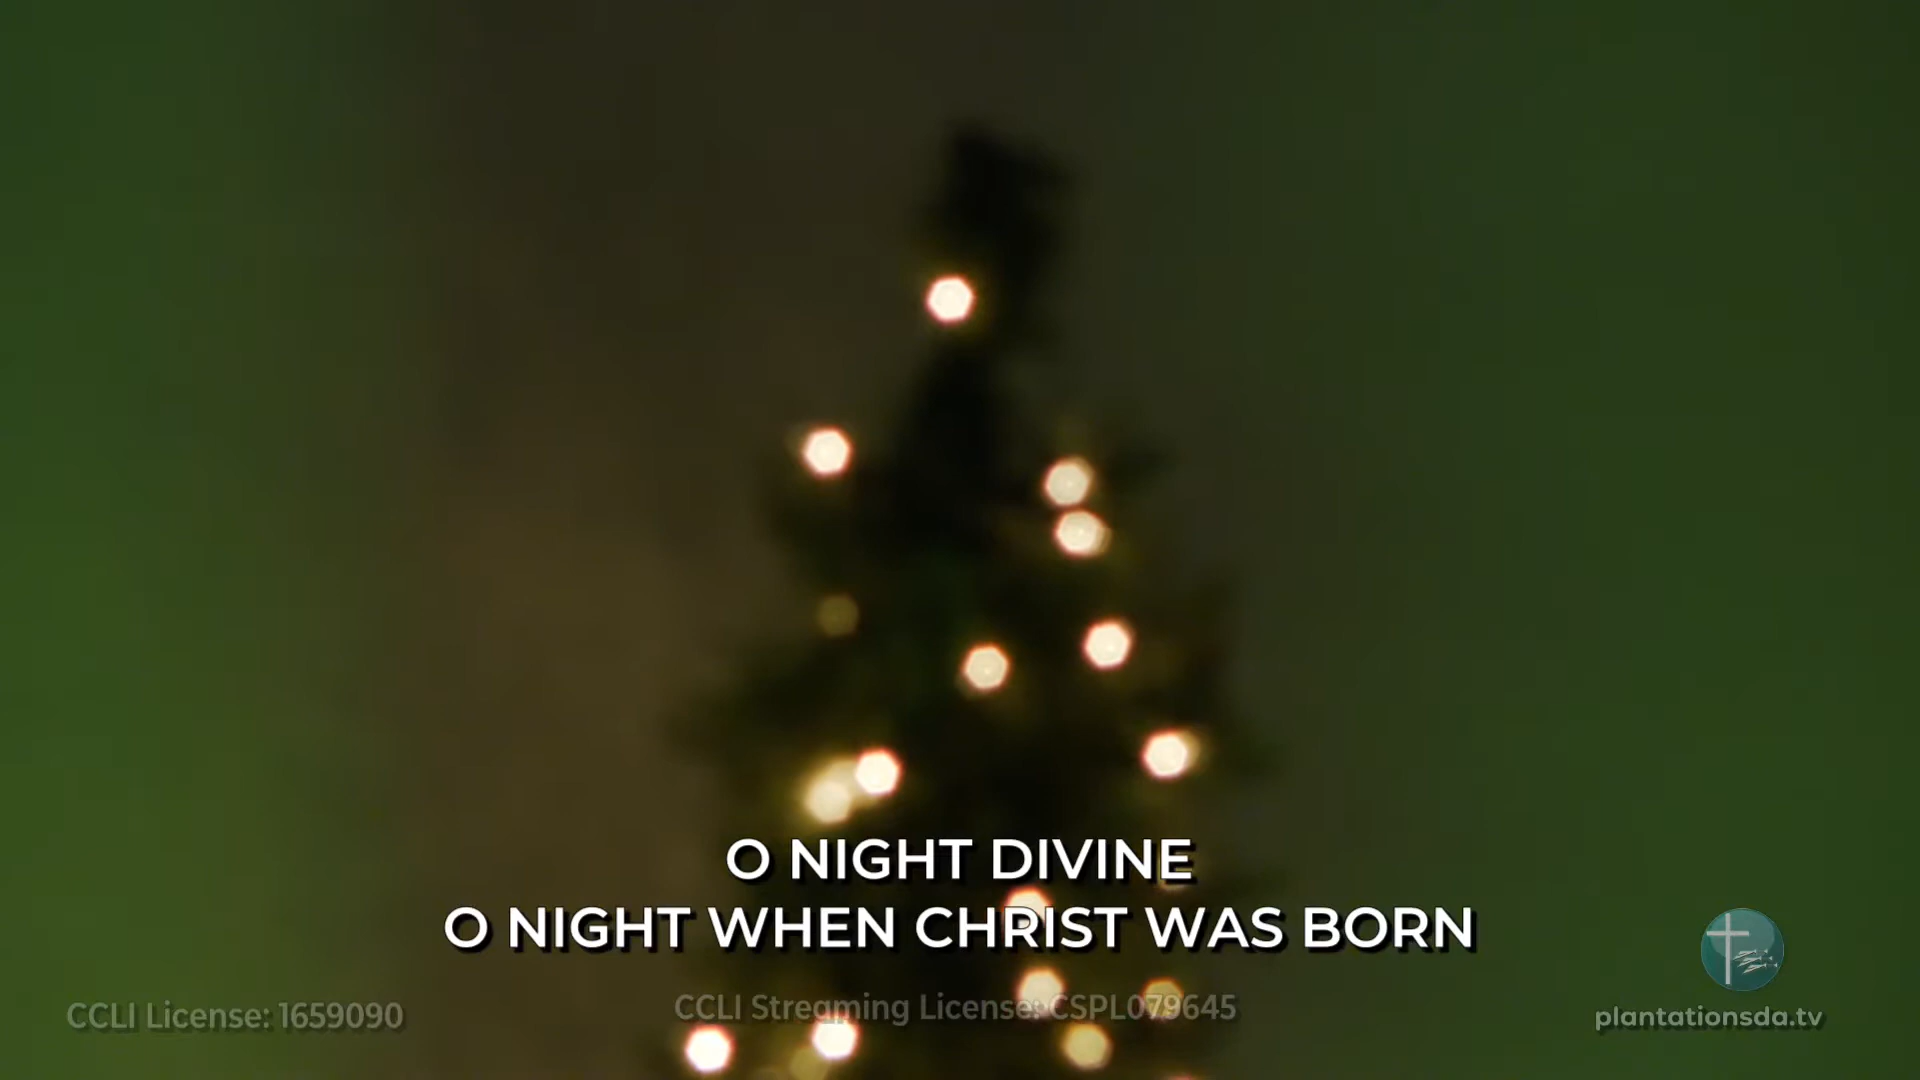 O NIGHT DIVINE
O NIGHT WHEN CHRIST WAS BORN
CCLI License: 1659090
CCLI Streaming License: CSPL079645
plantationsda.tv